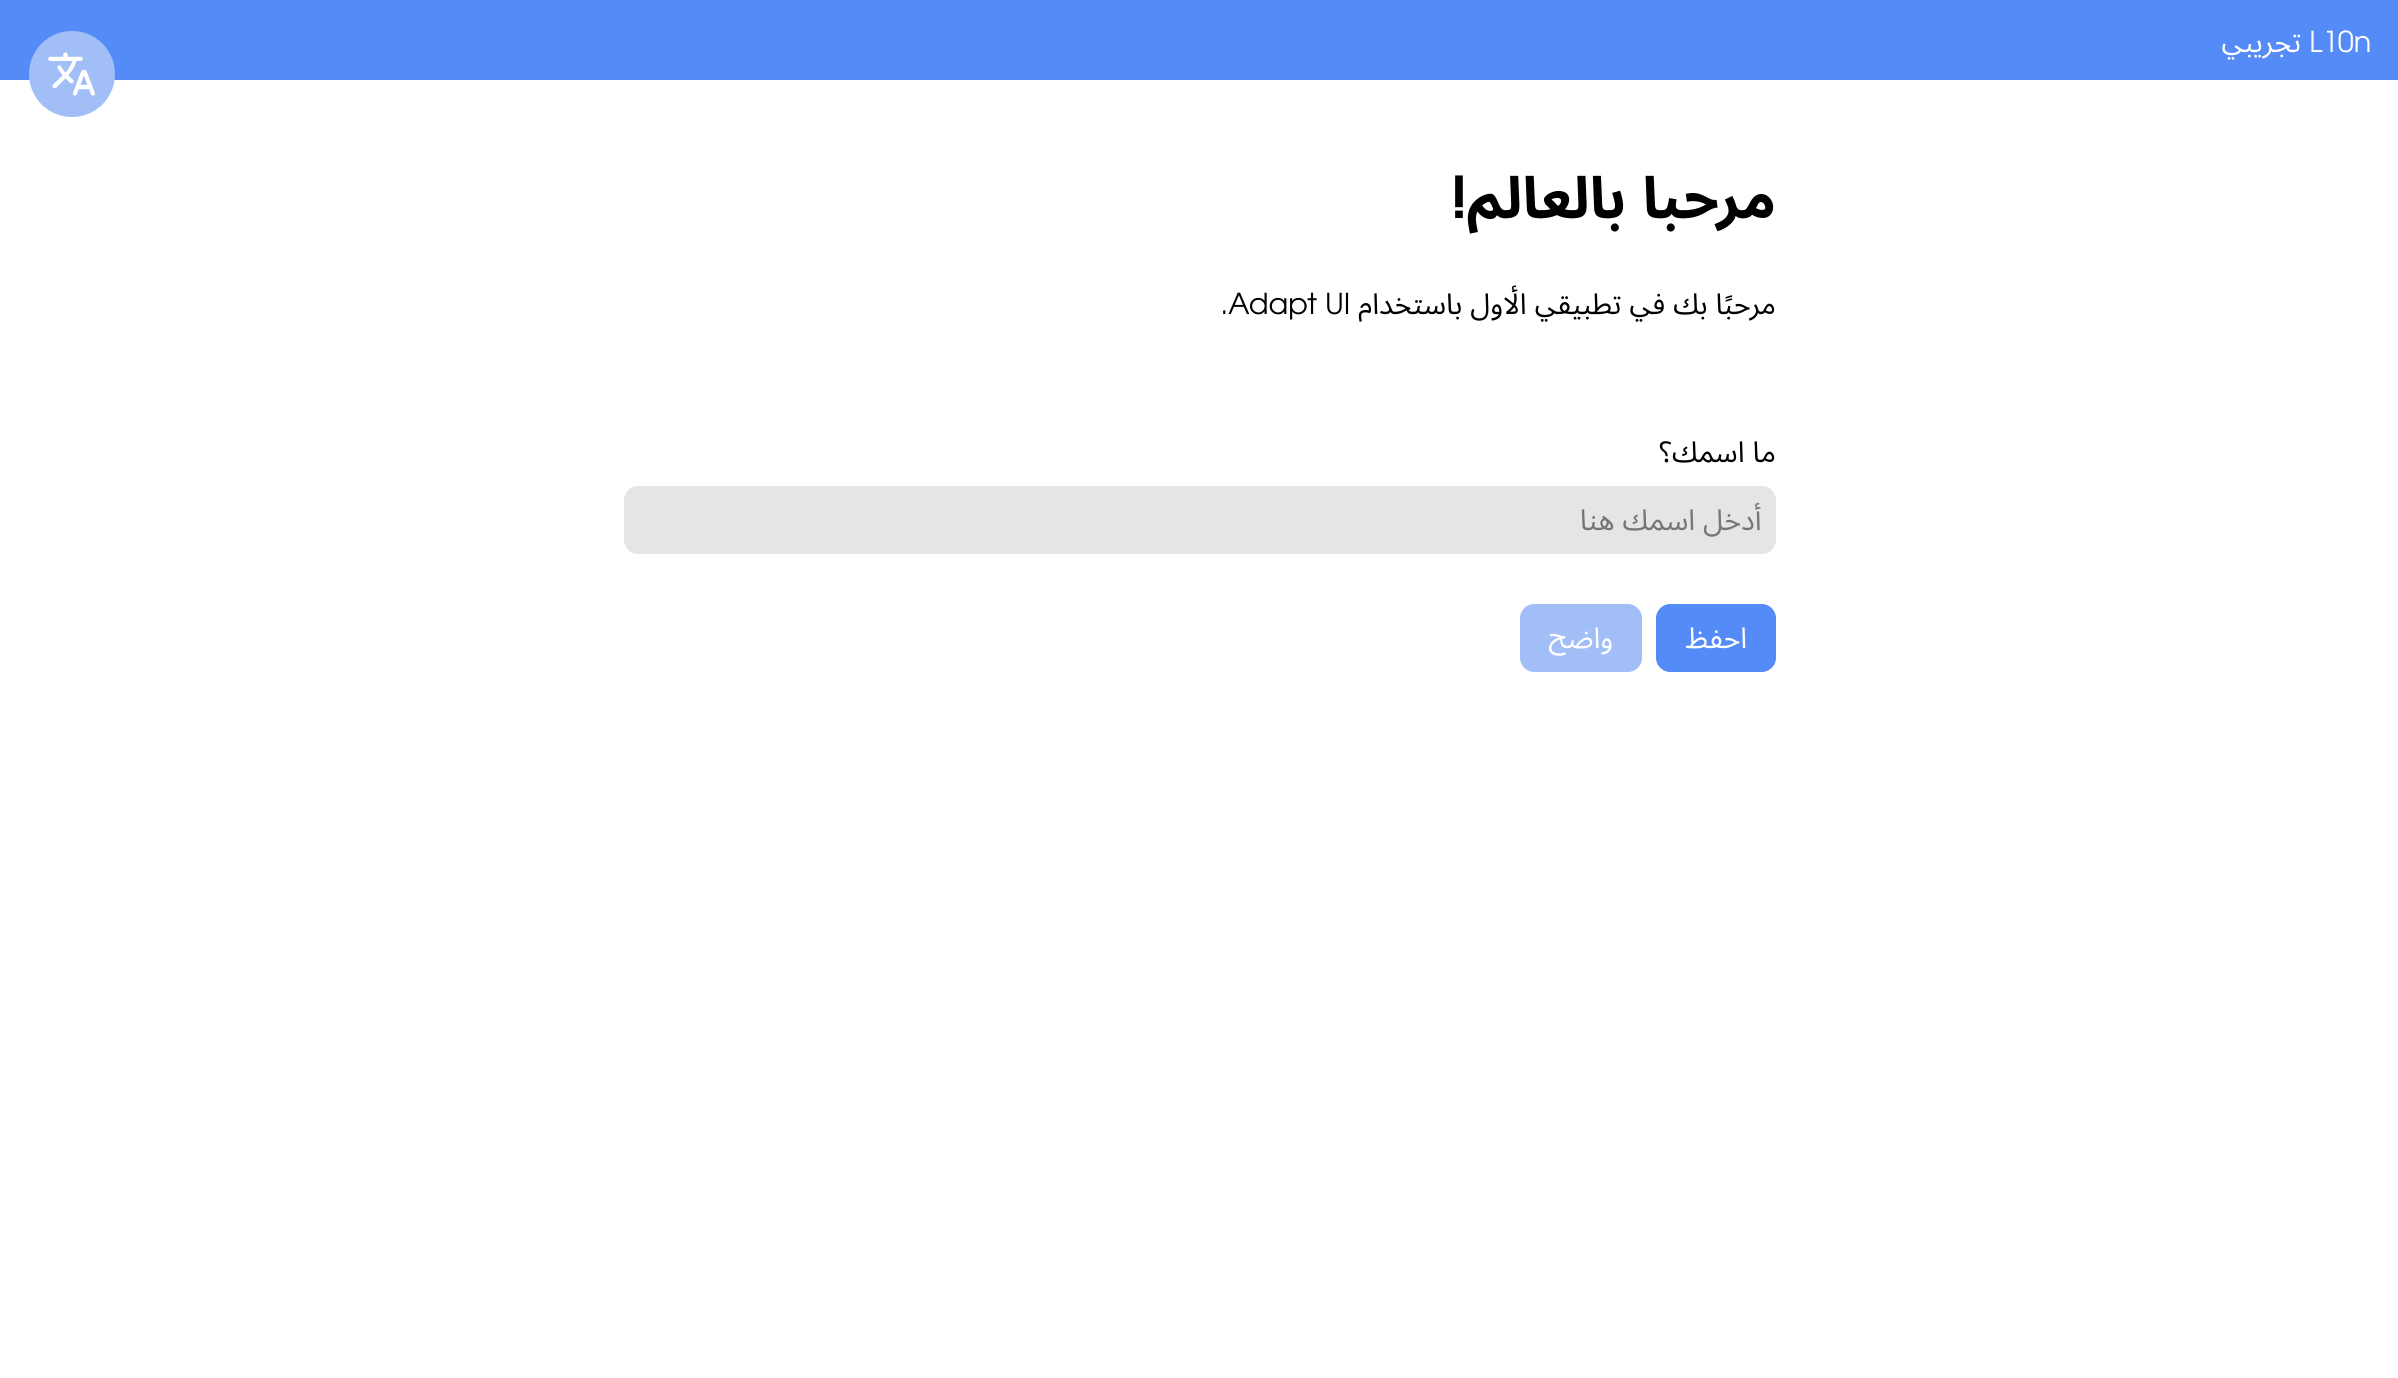 L10n تجريبي
مرحبا بالعالم!
مرحبًا بك في تطبيقي الأول باستخدام Adapt UI.
ما اسمك؟
أدخل اسمك هنا
احفظ
واضح